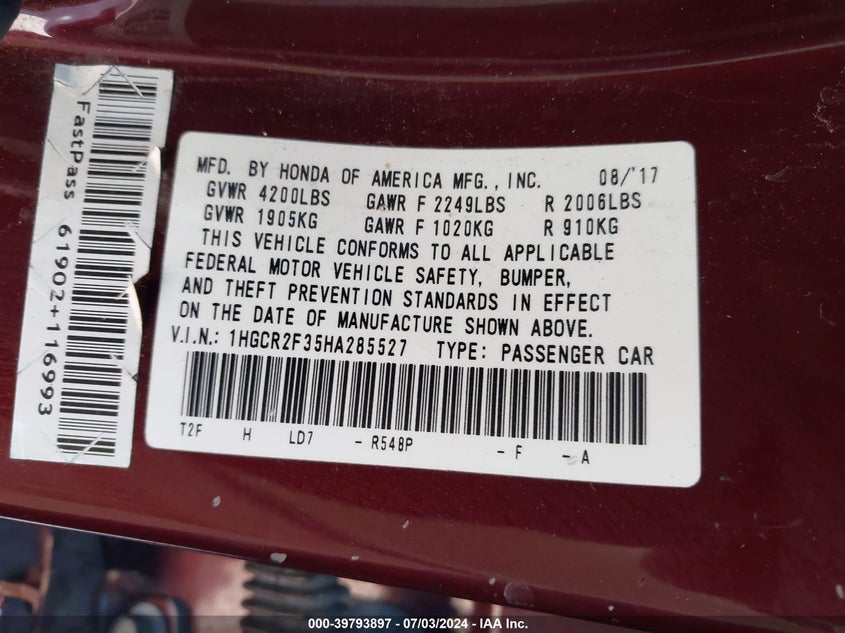 Fastpass 61902+116993
MFD. BY HONDA OF AMERICA MFG., INC. 08/'17
GVWR 4200LBS GAWR F 2249LBS R 2006LBS
GVWR 1905KG GAWR F 1020KG R 910KG
THIS VEHICLE CONFORMS TO ALL APPLICABLE
FEDERAL MOTOR VEHICLE SAFETY, BUMPER,
AND THEFT PREVENTION STANDARDS IN EFFECT
ON THE DATE OF MANUFACTURE SHOWN ABOVE.
V.I.N.: 1HGCR2F35HA285527 TYPE: PASSENGER CAR
T2F H LD7 - R548P - F - A
000-39793897 - 07/03/2024 - IAA Inc.